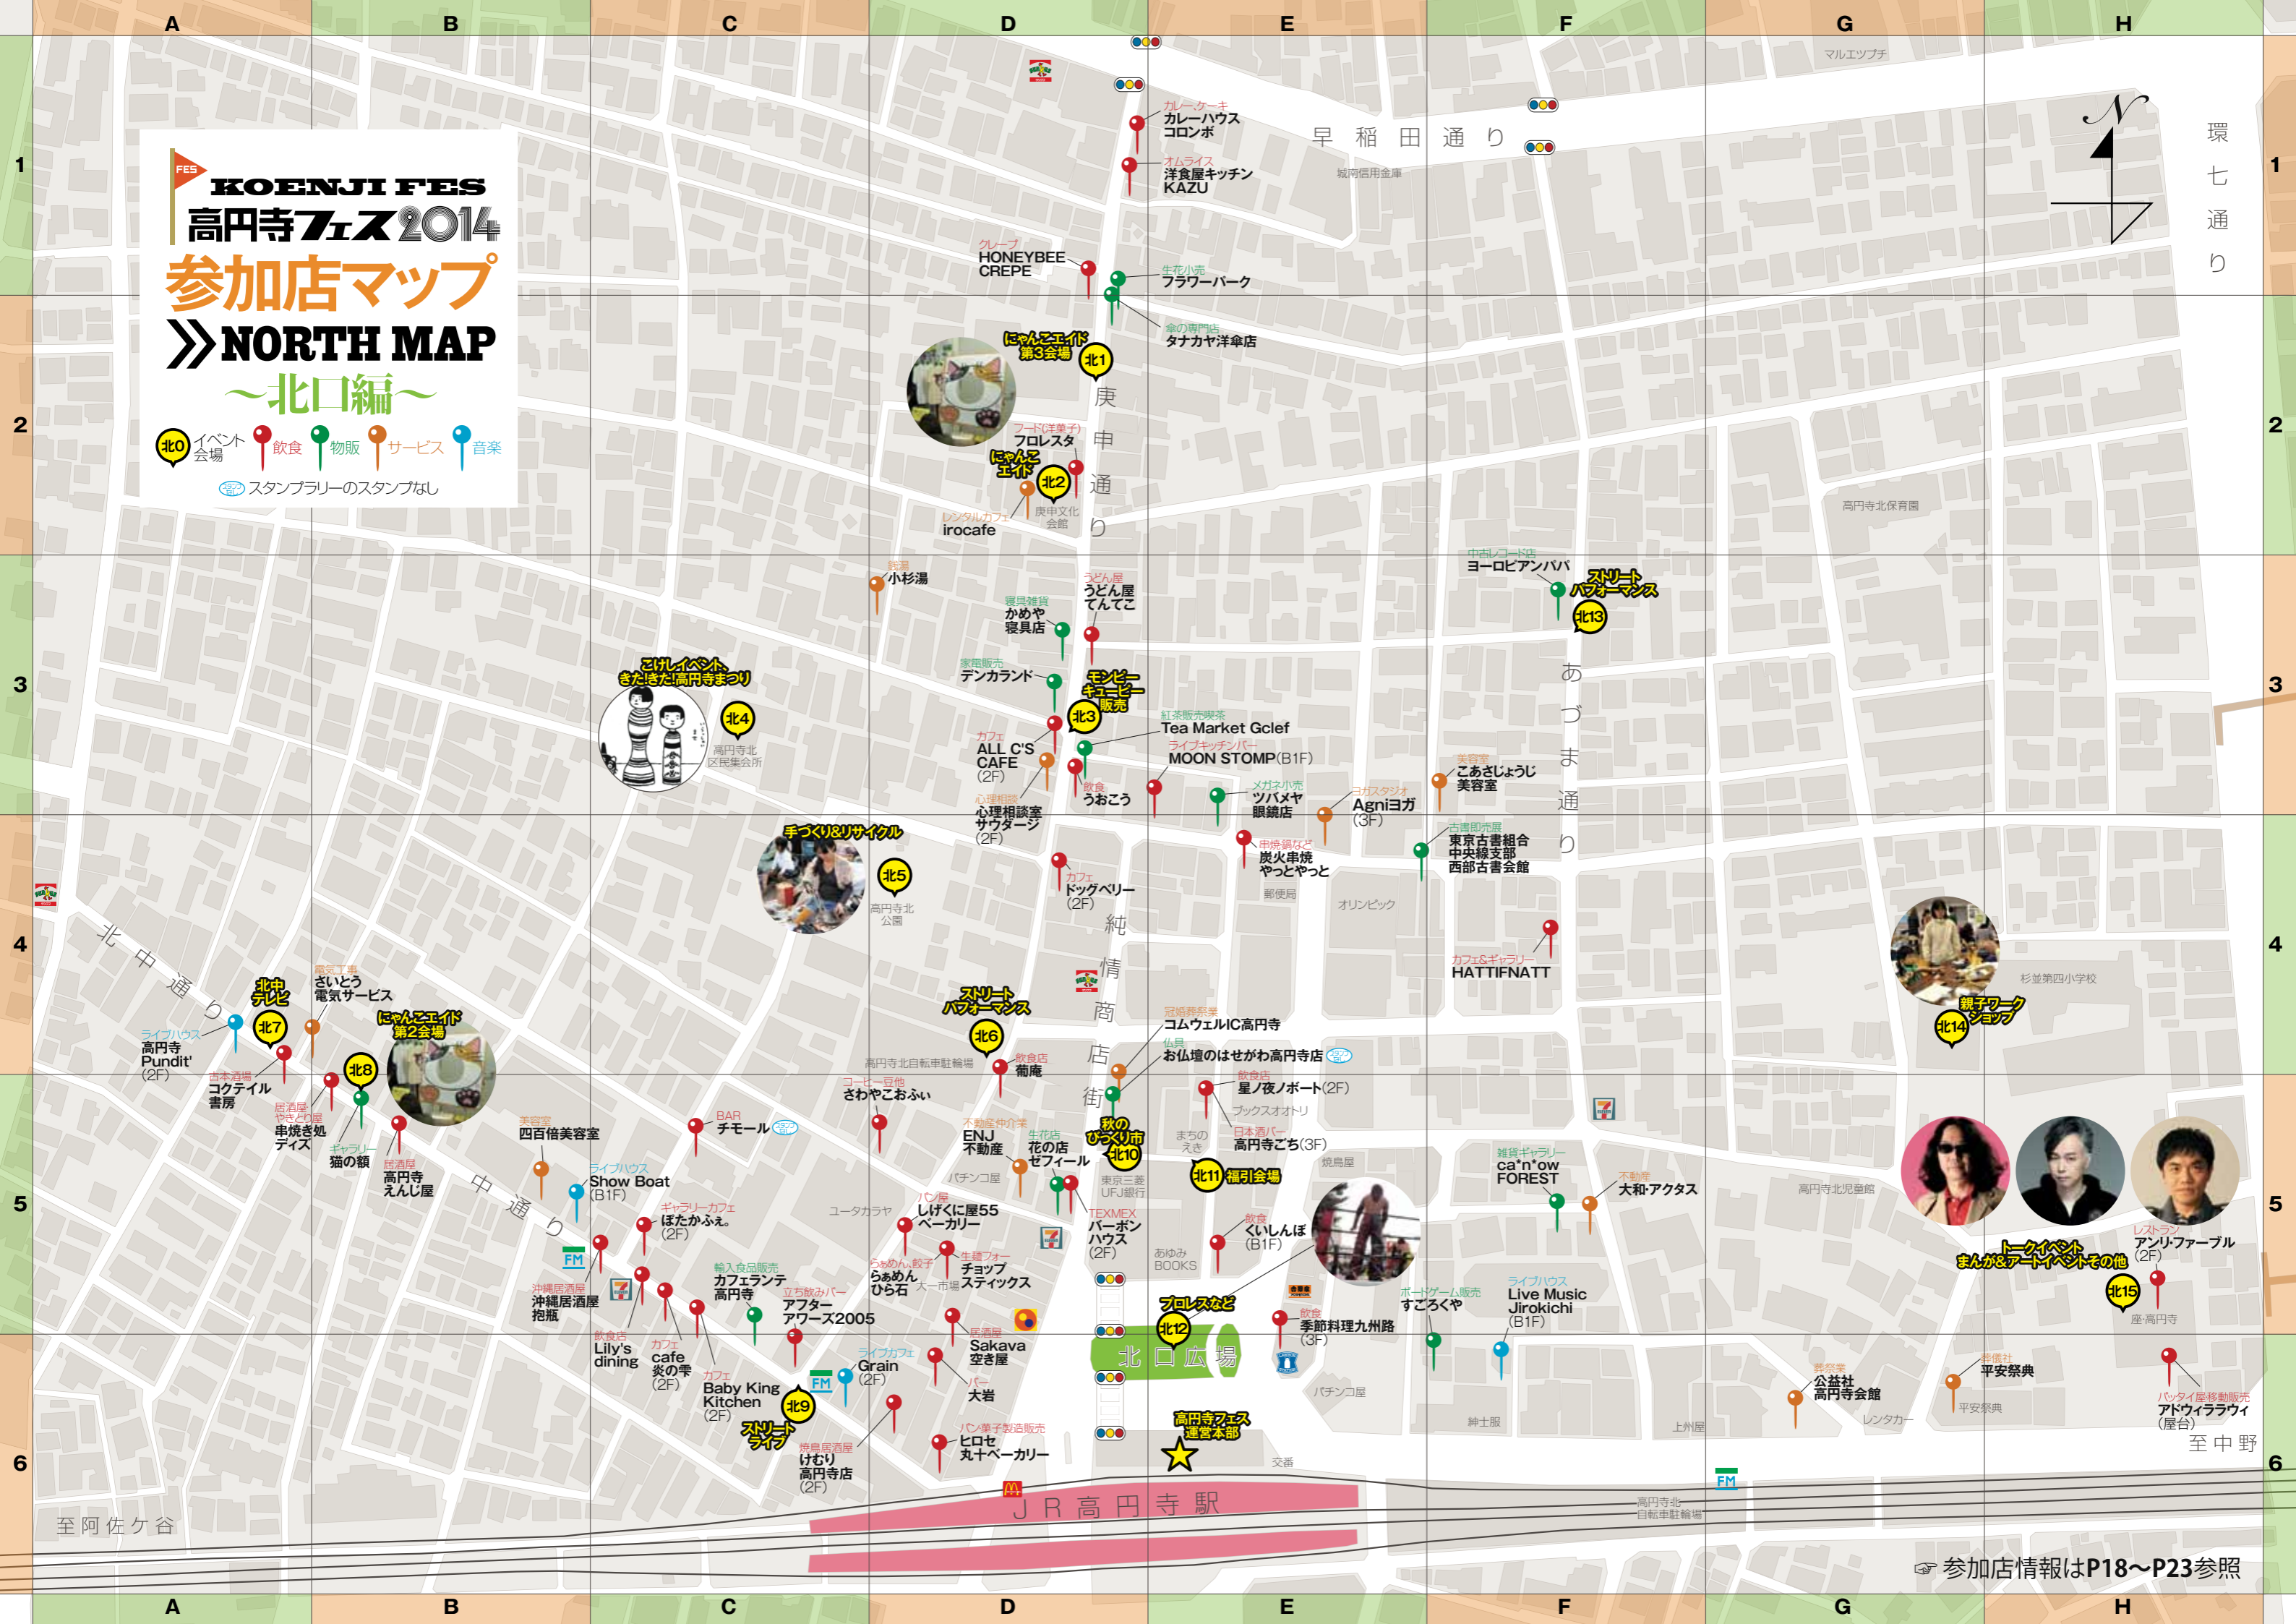 A B C D E F G H
1
2
3
4
5
6
FES
KOENJI FES
高円寺フェス2014
参加店マップ
NORTH MAP
〜北口編〜
北0
イベント
会場
飲食
物販
サービス
音楽
スタンプ
なし
スタンプラリーのスタンプなし
マルエツプチ
早稲田通り
城南信用金庫
環七通り
N
カレー、ケーキ
カレーハウス
コロンボ
オムライス
洋食屋キッチン
KAZU
クレープ
HONEYBEE
CREPE
生花小売
フラワーパーク
傘の専門店
タナカヤ洋傘店
にゃんこエイド
第3会場
北1
庚申通り
フード(洋菓子)
フロレスタ
にゃんこ
エイド
北2
レンタルカフェ
irocafe
庚申文化
会館
高円寺北保育園
銭湯
小杉湯
うどん屋
うどん屋
てんてこ
寝具雑貨
かめや
寝具店
家電販売
デンカランド
モンピー
キューピー
販売
北3
こけしイベント、
きた!きた!高円寺まつり
北4
高円寺北
区民集会所
カフェ
ALL C'S
CAFE
(2F)
紅茶販売喫茶
Tea Market Gclef
ライブキッチンバー
MOON STOMP(B1F)
飲食
うおこう
心理相談
心理相談室
サウダージ
(2F)
メガネ小売
ツバメヤ
眼鏡店
ヨガスタジオ
Agniヨガ
(3F)
美容室
こあさじょうじ
美容室
中古レコード店
ヨーロピアンパパ
ストリート
パフォーマンス
北13
あづま通り
手づくり&リサイクル
北5
高円寺北
公園
カフェ
ドッグベリー
(2F)
串焼鍋など
炭火串焼
やっとやっと
郵便局
オリンピック
古書即売展
東京古書組合
中央線支部
西部古書会館
カフェ&ギャラリー
HATTIFNATT
杉並第四小学校
親子ワーク
ショップ
北14
純情商店街
北中通り
北中
テレビ
北7
電気工事
さいとう
電気サービス
ライブハウス
高円寺
Pundit'
(2F)
古本酒場
コクテイル
書房
にゃんこエイド
第2会場
北8
ストリート
パフォーマンス
北6
高円寺北自転車駐輪場
飲食店
葡庵
冠婚葬祭業
コムウェルIC高円寺
仏具
お仏壇のはせがわ高円寺店
スタンプ
なし
居酒屋
やきとり屋
串焼き処
ディズ
ギャラリー
猫の額
居酒屋
高円寺
えんじ屋
美容室
四百倍美容室
BAR
チモール
スタンプ
なし
コーヒー豆他
さわやこおふぃ
不動産仲介業
ENJ
不動産
生花店
花の店
ゼフィール
秋の
びっくり市
北10
飲食店
星ノ夜ノボート(2F)
ブックスオオトリ
日本酒バー
高円寺ごち(3F)
まちの
えき
北11
福引会場
焼鳥屋
東京三菱
UFJ銀行
パチンコ屋
ユータカラヤ
中通り
ライブハウス
Show Boat
(B1F)
ギャラリーカフェ
ぽたかふぇ。
(2F)
パン屋
しげくに屋55
ベーカリー
TEXMEX
バーボン
ハウス
(2F)
飲食
くいしんぼ
(B1F)
あゆみ
BOOKS
雑貨ギャラリー
ca*n*ow
FOREST
不動産
大和・アクタス
高円寺北児童館
レストラン
アンリ・ファーブル
(2F)
トークイベント
まんが&アートイベントその他
北15
座・高円寺
FM
沖縄居酒屋
沖縄居酒屋
抱瓶
輸入食品販売
カフェランテ
高円寺
立ち飲みバー
アフター
アワーズ2005
らぁめん、餃子
らぁめん
ひら石
生麺フォー
チョップ
スティックス
大一市場
居酒屋
Sakava
空き屋
プロレスなど
北12
北口広場
飲食
季節料理九州路
(3F)
ボードゲーム販売
すごろくや
ライブハウス
Live Music
Jirokichi
(B1F)
飲食店
Lily's
dining
カフェ
cafe
炎の雫
(2F)
カフェ
Baby King
Kitchen
(2F)
FM
ライブカフェ
Grain
(2F)
北9
ストリート
ライブ
バー
大岩
焼鳥居酒屋
けむり
高円寺店
(2F)
パン菓子製造販売
ヒロセ
丸十ベーカリー
高円寺フェス
運営本部
交番
パチンコ屋
紳士服
上州屋
葬祭業
公益社
高円寺会館
レンタカー
葬儀社
平安祭典
平安祭典
パッタイ屋・移動販売
アドウィララウィ
(屋台)
至中野
FM
高円寺北
自転車駐輪場
JR高円寺駅
至阿佐ケ谷
☞ 参加店情報はP18〜P23参照
1
2
3
4
5
6
A B C D E F G H